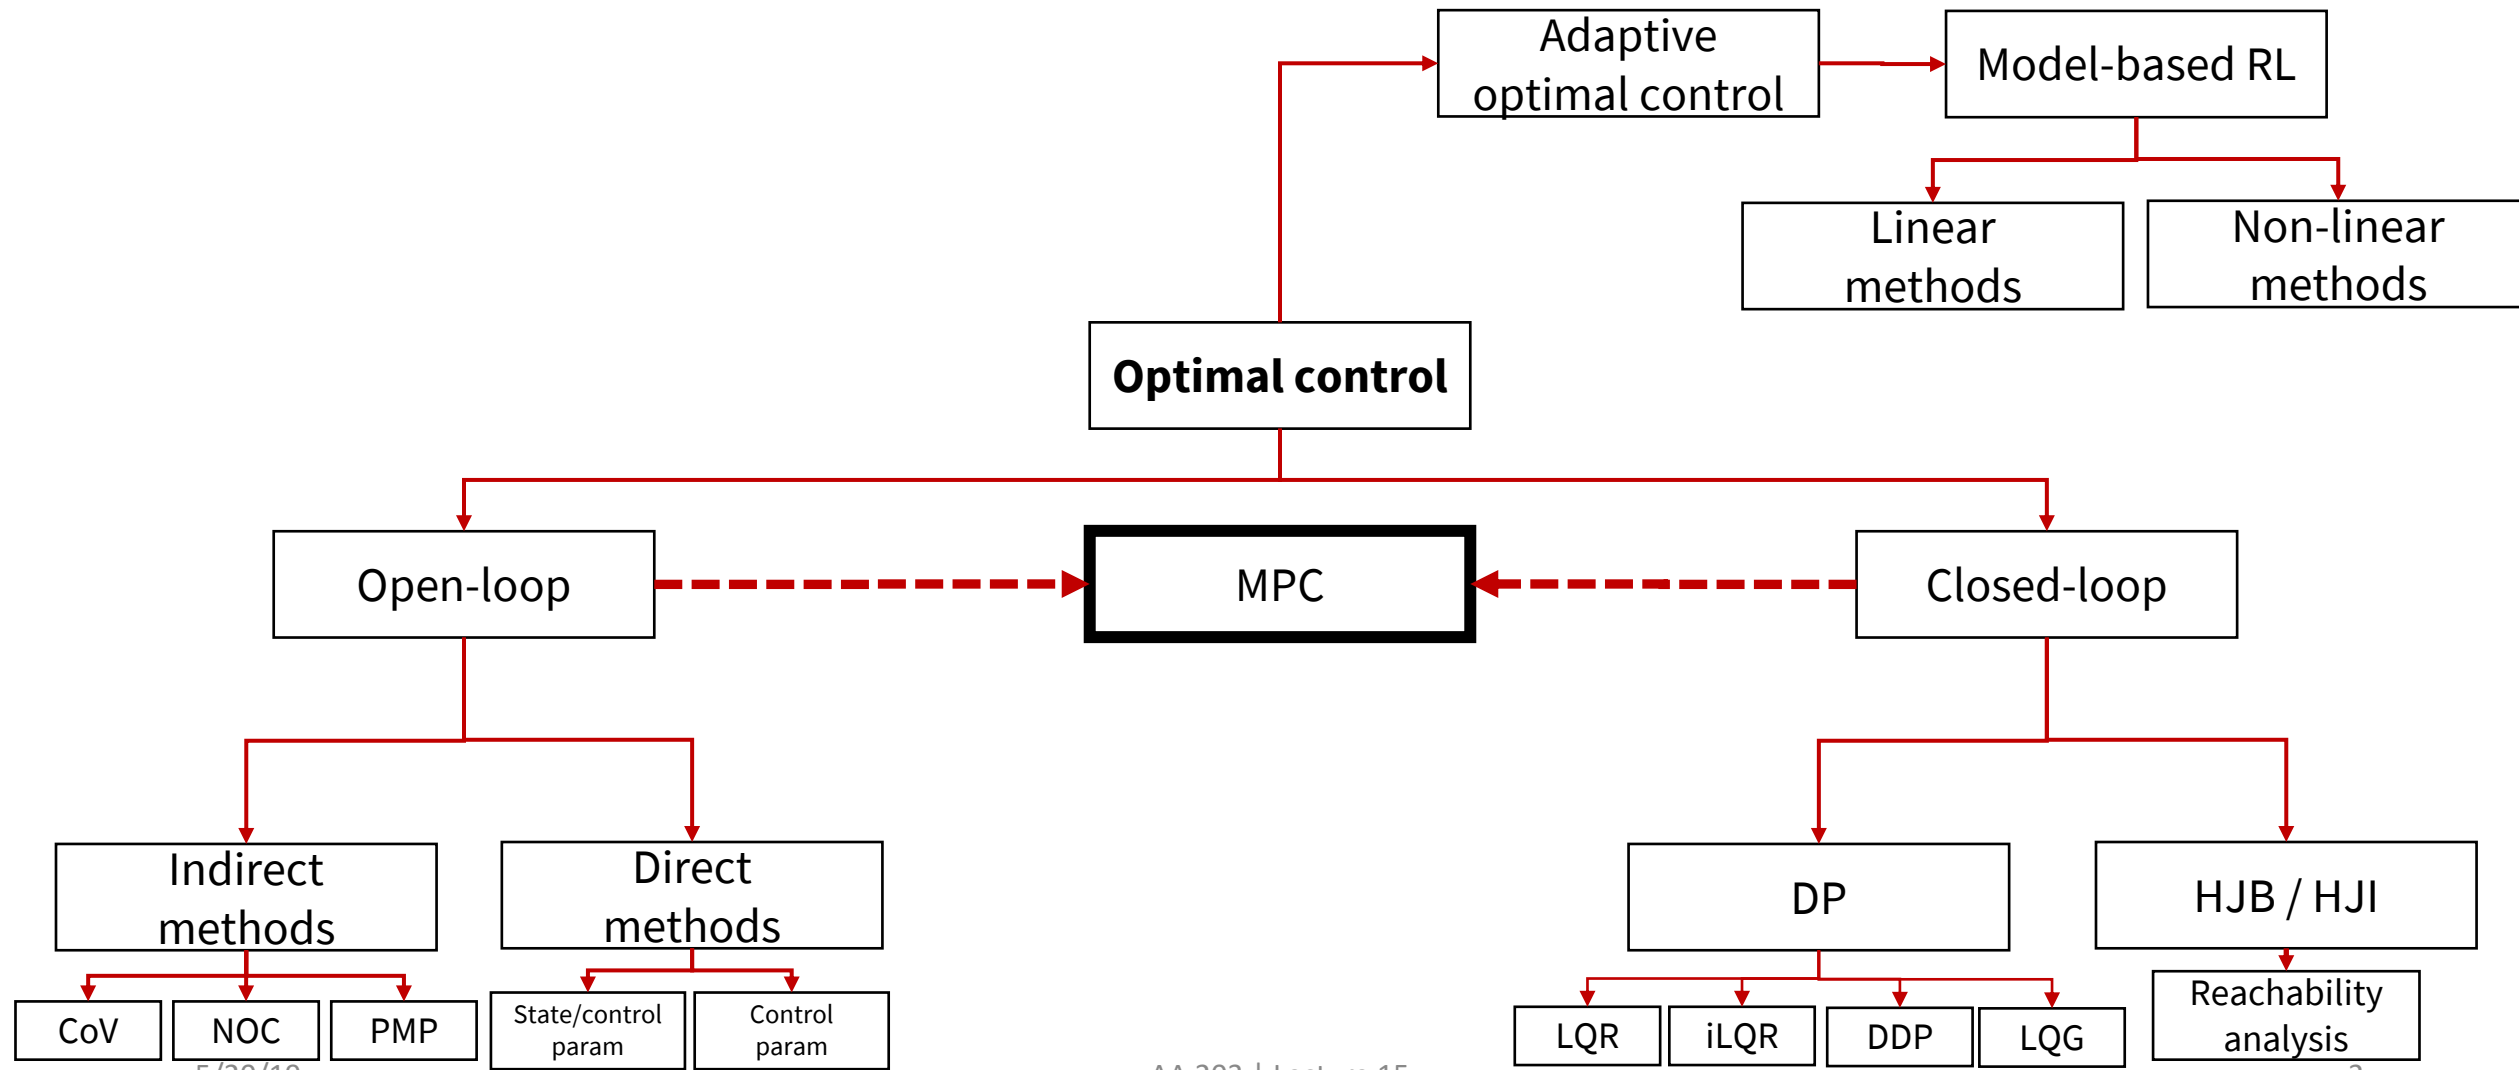 Adaptive
optimal control
Model-based RL
Linear
methods
Non-linear
methods
Optimal control
Open-loop
MPC
Closed-loop
Indirect
methods
Direct
methods
DP
HJB / HJI
CoV
NOC
PMP
State/control
param
Control
param
LQR
iLQR
DDP
LQG
Reachability
analysis